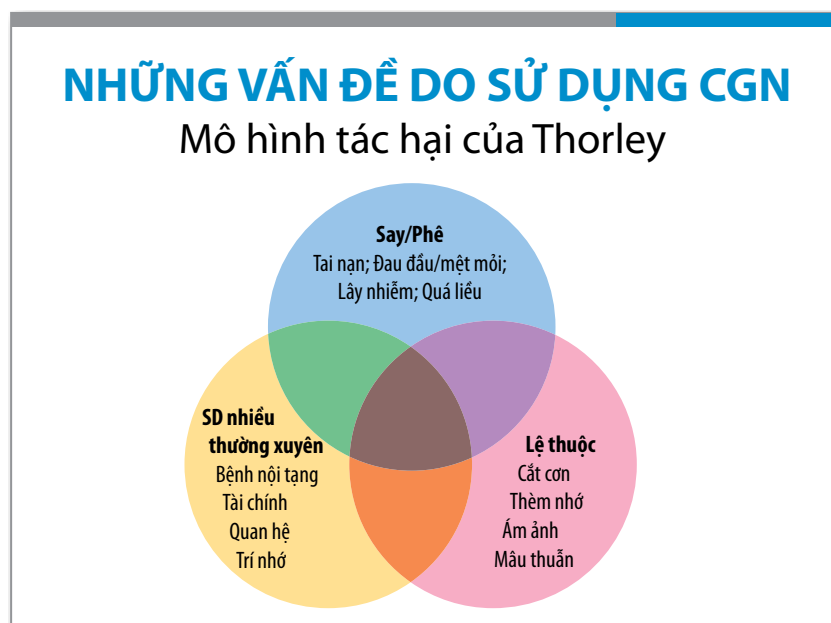 NHỮNG VẤN ĐỀ DO SỬ DỤNG CGN
Mô hình tác hại của Thorley
Say/Phê
Tai nạn; Đau đầu/mệt mỏi;
Lây nhiễm; Quá liều
SD nhiều
thường xuyên
Bệnh nội tạng
Tài chính
Quan hệ
Trí nhớ
Lệ thuộc
Cắt cơn
Thèm nhớ
Ám ảnh
Mâu thuẫn